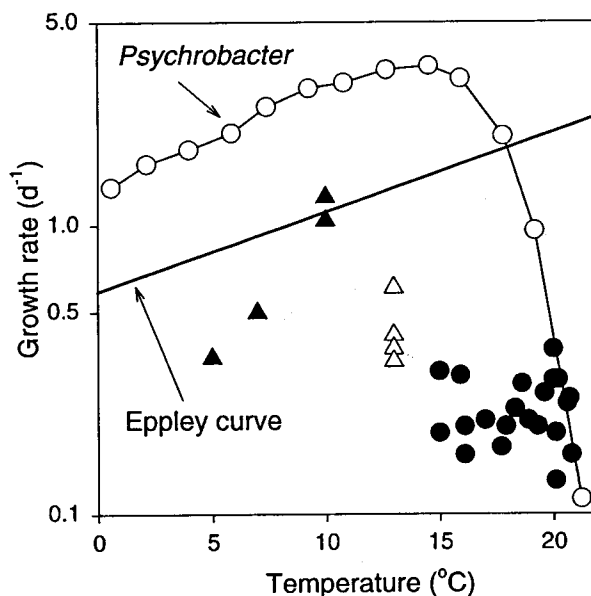 5.0
Psychrobacter
1.0
0.5
Growth rate (d⁻¹)
Eppley curve
0.1
0
5
10
15
20
Temperature (°C)